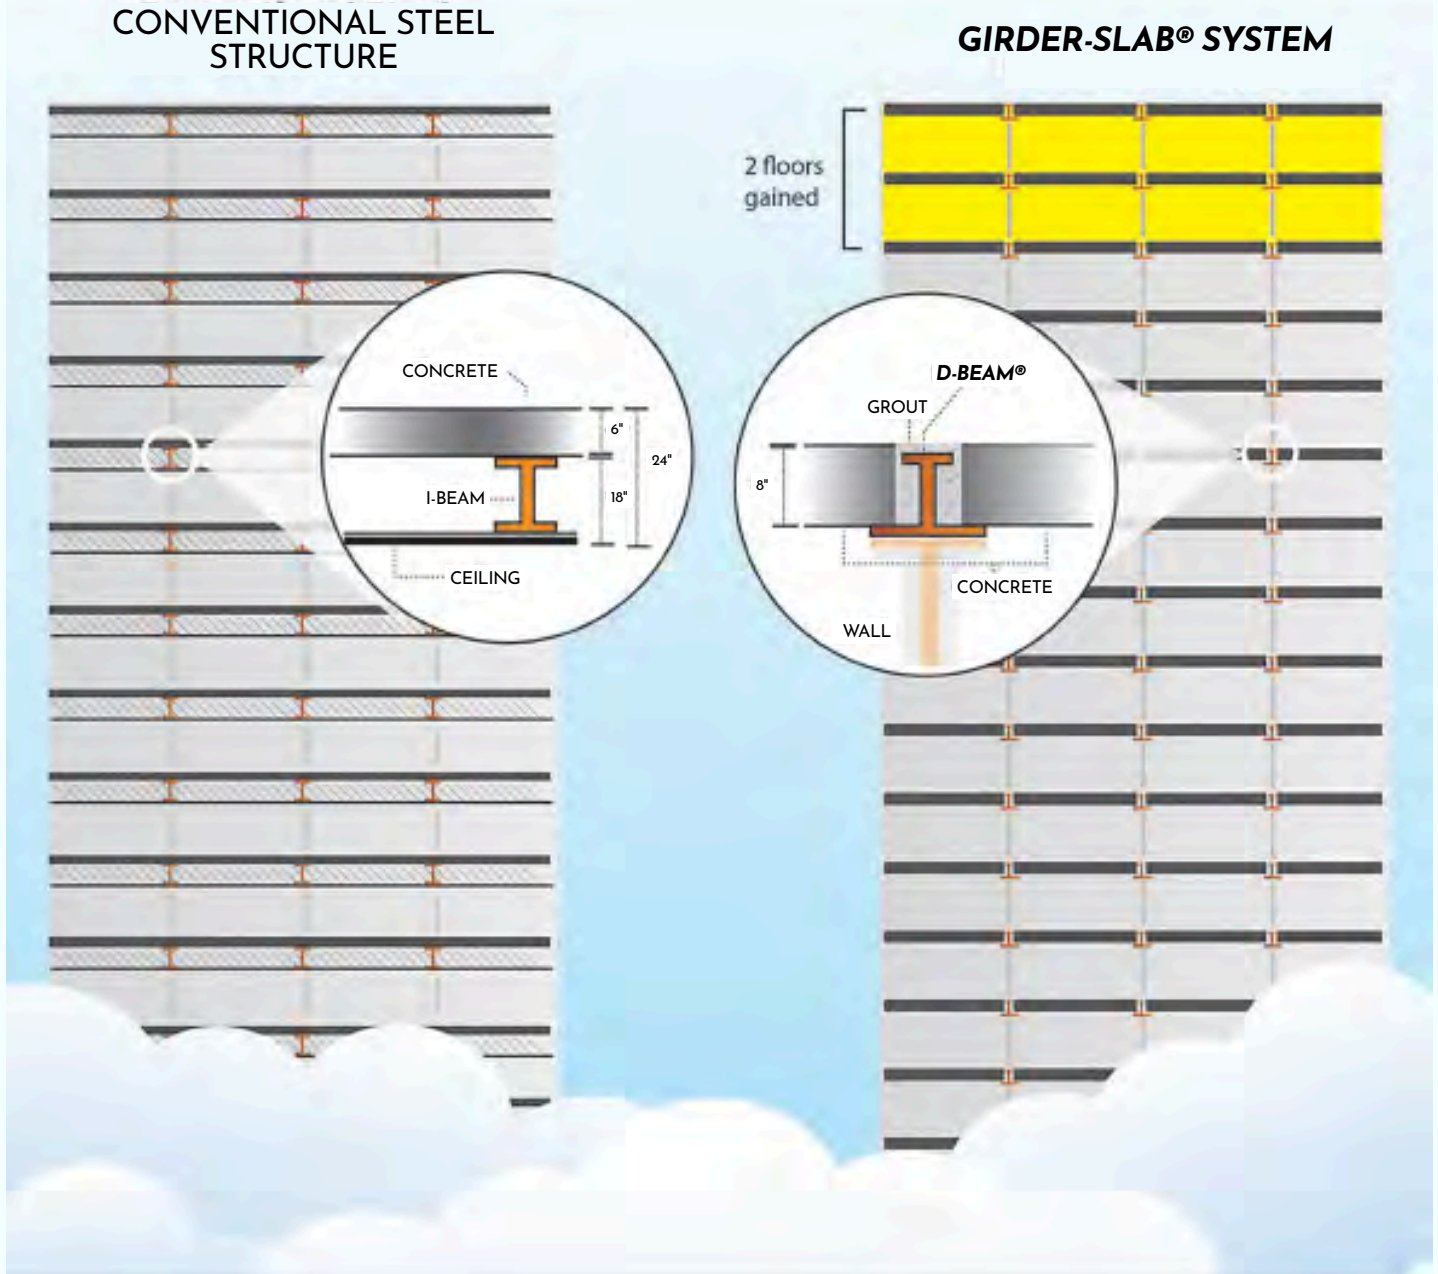 CONVENTIONAL STEEL
STRUCTURE
GIRDER-SLAB® SYSTEM
2 floors
gained
CONCRETE
6"
24"
I-BEAM
18"
CEILING
D-BEAM®
GROUT
8"
CONCRETE
WALL